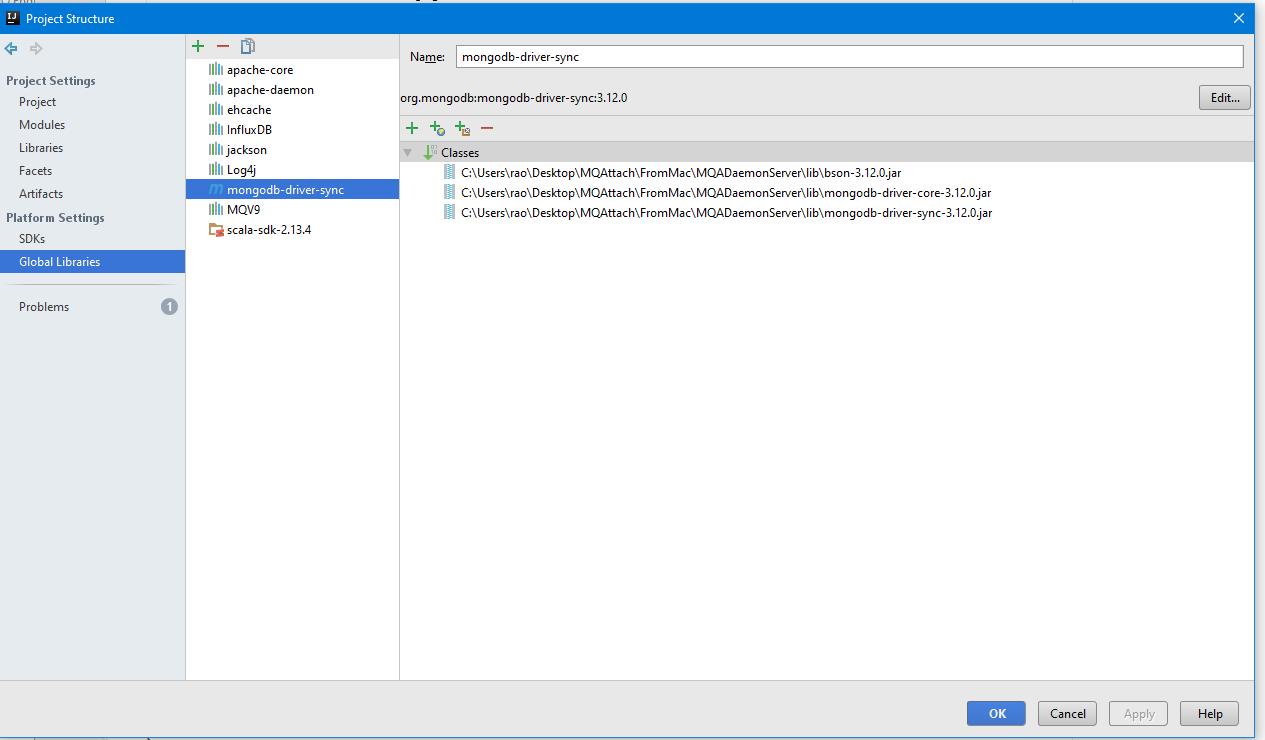 Project Structure
Project Settings
Project
Modules
Libraries
Facets
Artifacts
Platform Settings
SDKs
Global Libraries
Problems 1
apache-core
apache-daemon
ehcache
InfluxDB
jackson
Log4j
mongodb-driver-sync
MQV9
scala-sdk-2.13.4
Name: mongodb-driver-sync
org.mongodb:mongodb-driver-sync:3.12.0 Edit...
Classes
C:\Users\rao\Desktop\MQAttach\FromMac\MQADaemonServer\lib\bson-3.12.0.jar
C:\Users\rao\Desktop\MQAttach\FromMac\MQADaemonServer\lib\mongodb-driver-core-3.12.0.jar
C:\Users\rao\Desktop\MQAttach\FromMac\MQADaemonServer\lib\mongodb-driver-sync-3.12.0.jar
OK Cancel Apply Help